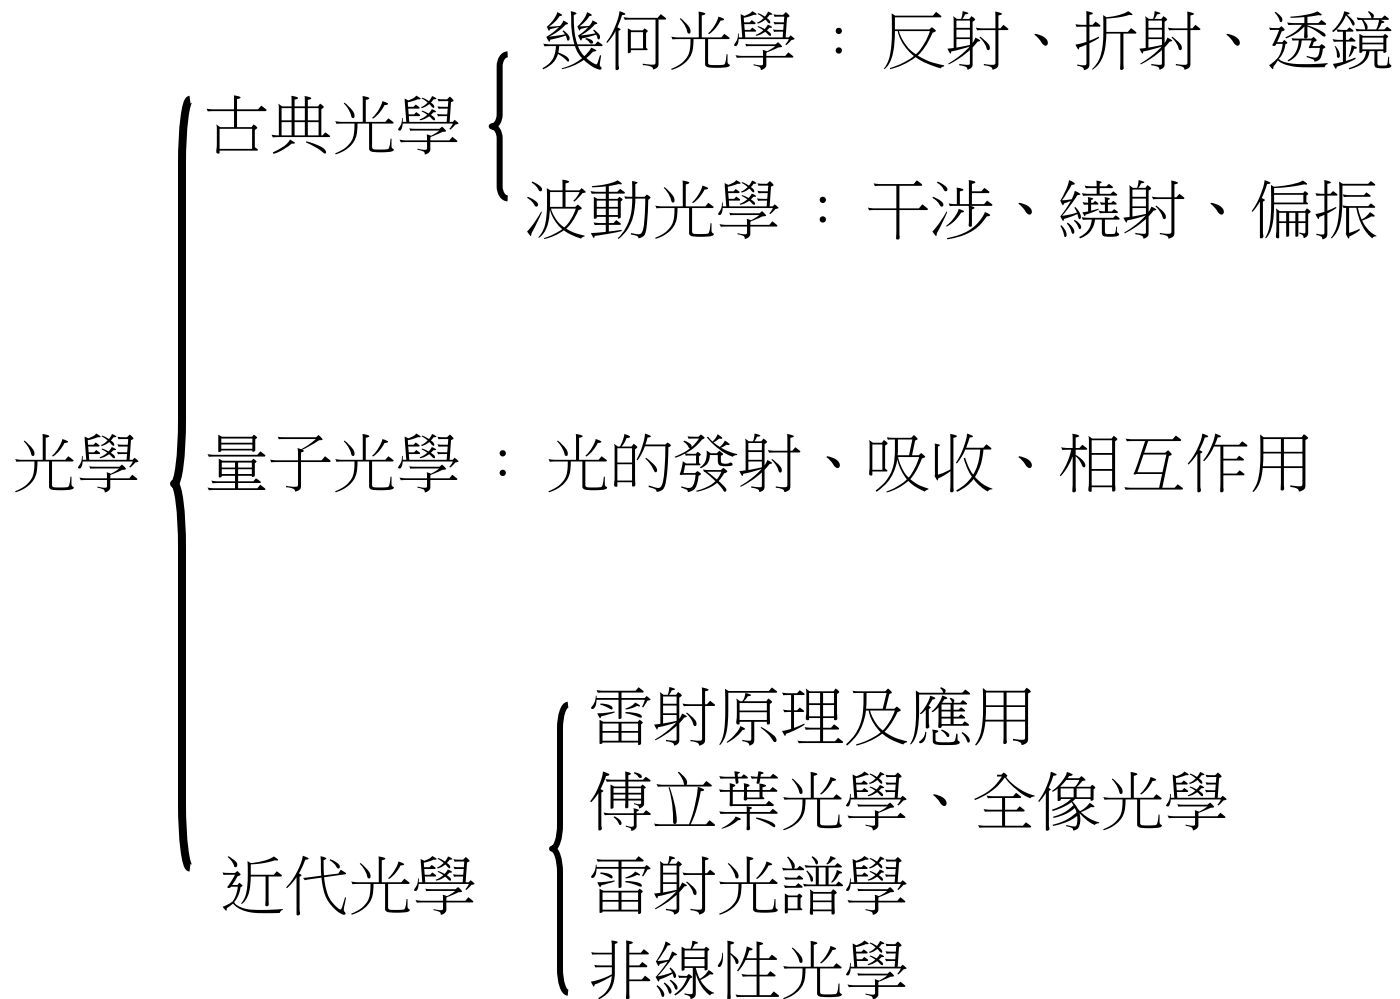 幾何光學：反射、折射、透鏡
古典光學
波動光學：干涉、繞射、偏振
光學
量子光學：光的發射、吸收、相互作用
雷射原理及應用
傅立葉光學、全像光學
近代光學
雷射光譜學
非線性光學